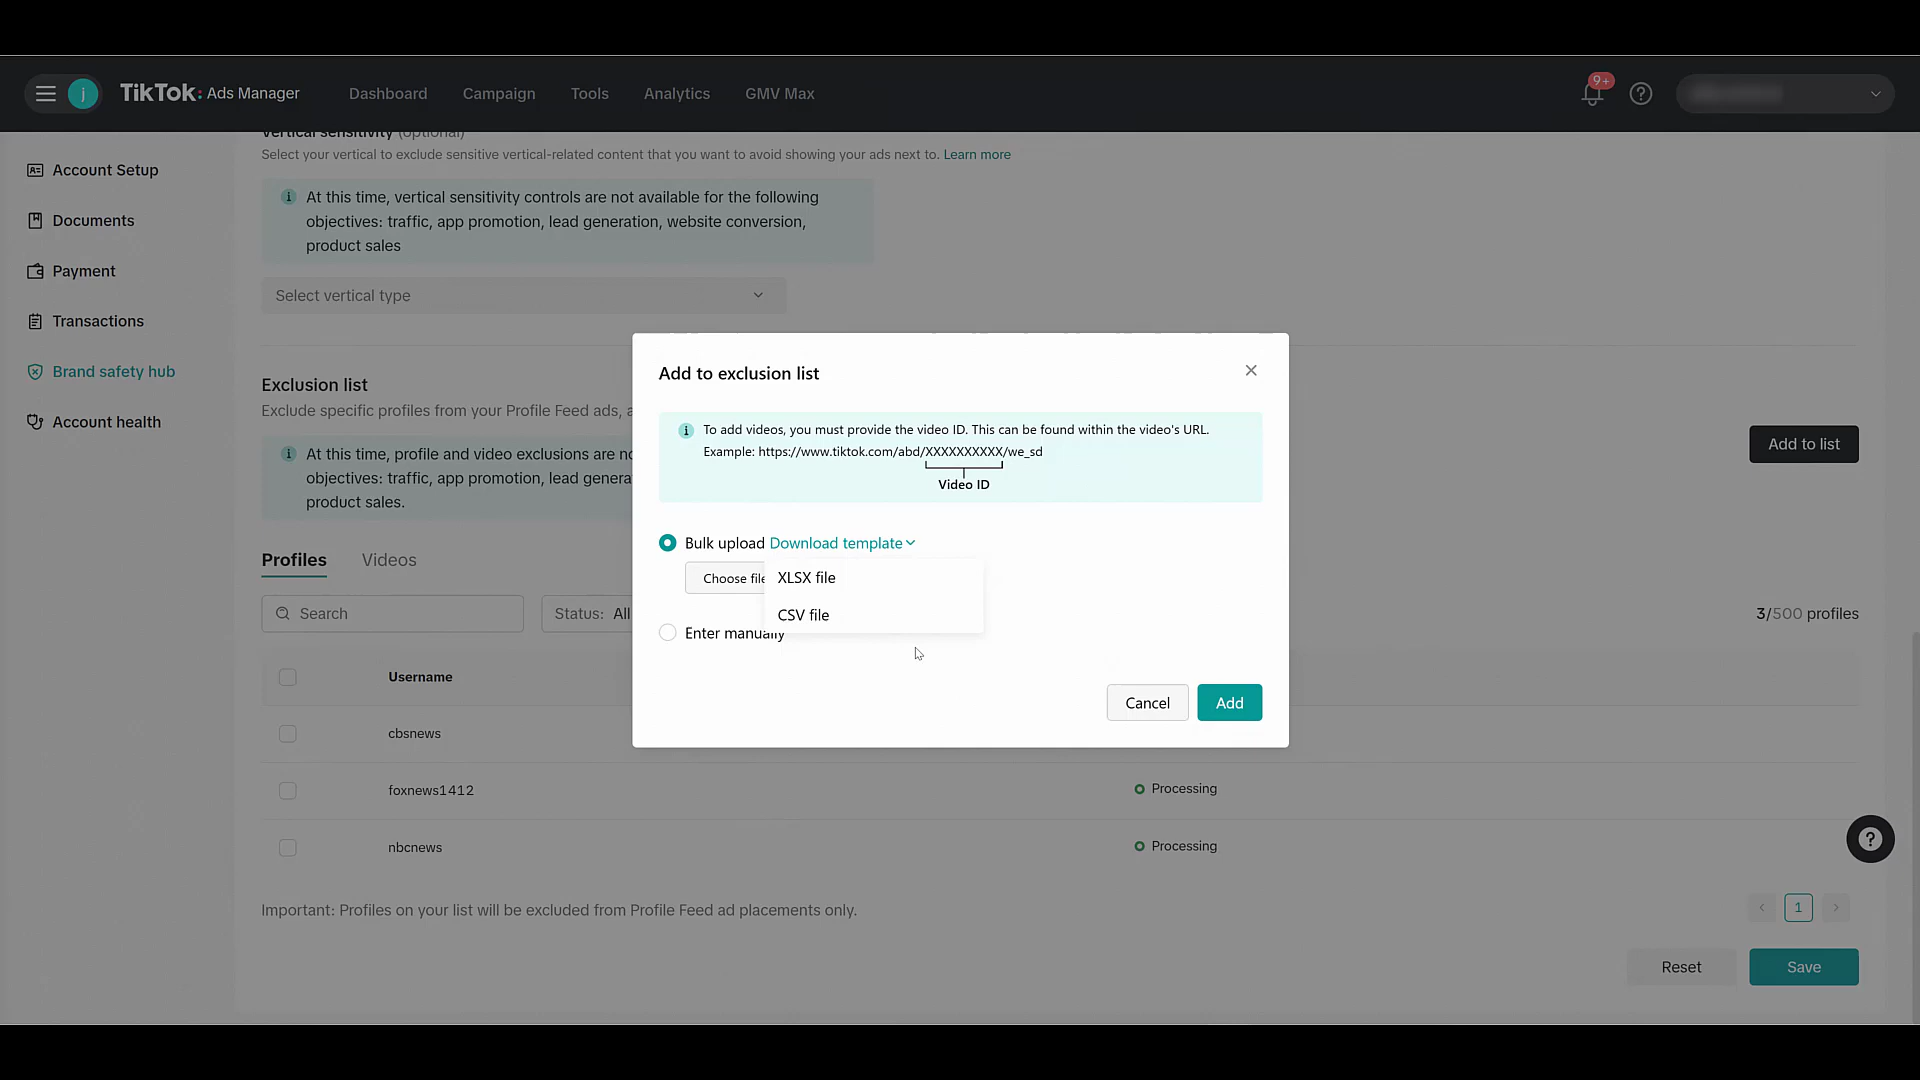 j TikTok: Ads Manager Dashboard Campaign Tools Analytics GMV Max 9+
Account Setup
Documents
Payment
Transactions
Brand safety hub
Account health
Vertical sensitivity (optional)
Select your vertical to exclude sensitive vertical-related content that you want to avoid showing your ads next to. Learn more
At this time, vertical sensitivity controls are not available for the following
objectives: traffic, app promotion, lead generation, website conversion,
product sales
Select vertical type
Exclusion list
Exclude specific profiles from your Profile Feed ads, a
At this time, profile and video exclusions are no
objectives: traffic, app promotion, lead genera
product sales.
Add to list
Profiles Videos
Search
Status: All
3/500 profiles
Username
cbsnews
foxnews1412 Processing
nbcnews Processing
Important: Profiles on your list will be excluded from Profile Feed ad placements only.
1
Reset Save
Add to exclusion list
To add videos, you must provide the video ID. This can be found within the video's URL.
Example: https://www.tiktok.com/abd/XXXXXXXXXX/we_sd
Video ID
Bulk upload Download template
Choose file
XLSX file
CSV file
Enter manually
Cancel Add